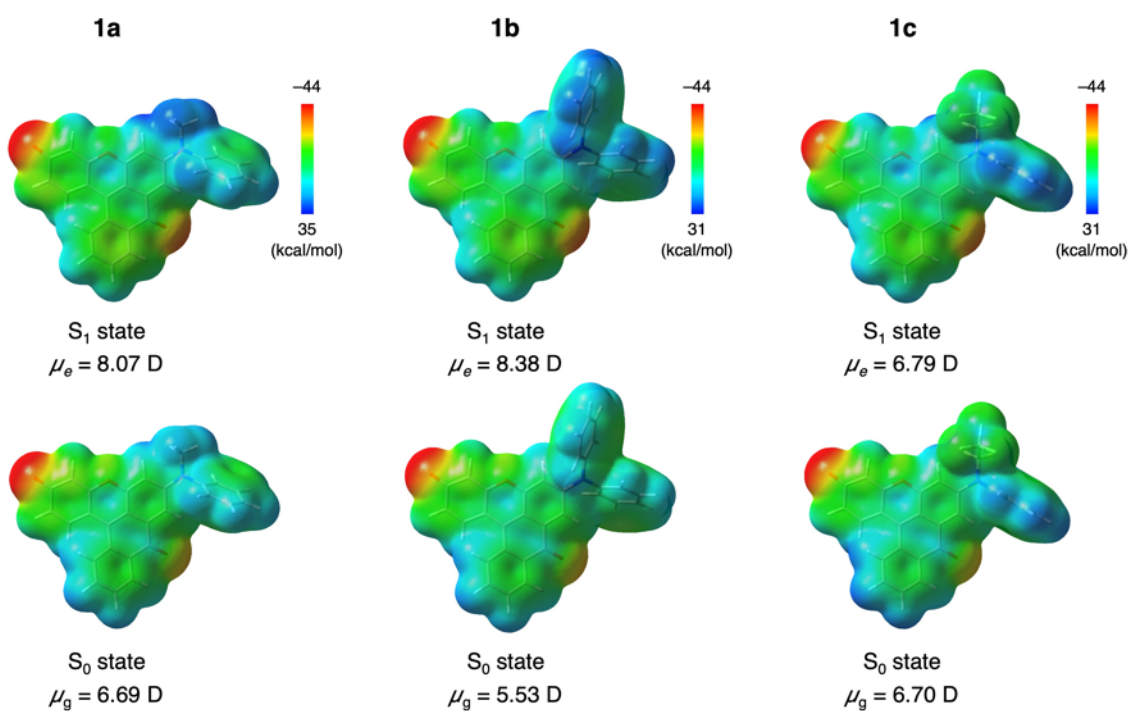 1a
1b
1c
–44
–44
–44
35
(kcal/mol)
31
(kcal/mol)
31
(kcal/mol)
S₁ state
μₑ = 8.07 D
S₁ state
μₑ = 8.38 D
S₁ state
μₑ = 6.79 D
S₀ state
μg = 6.69 D
S₀ state
μg = 5.53 D
S₀ state
μg = 6.70 D